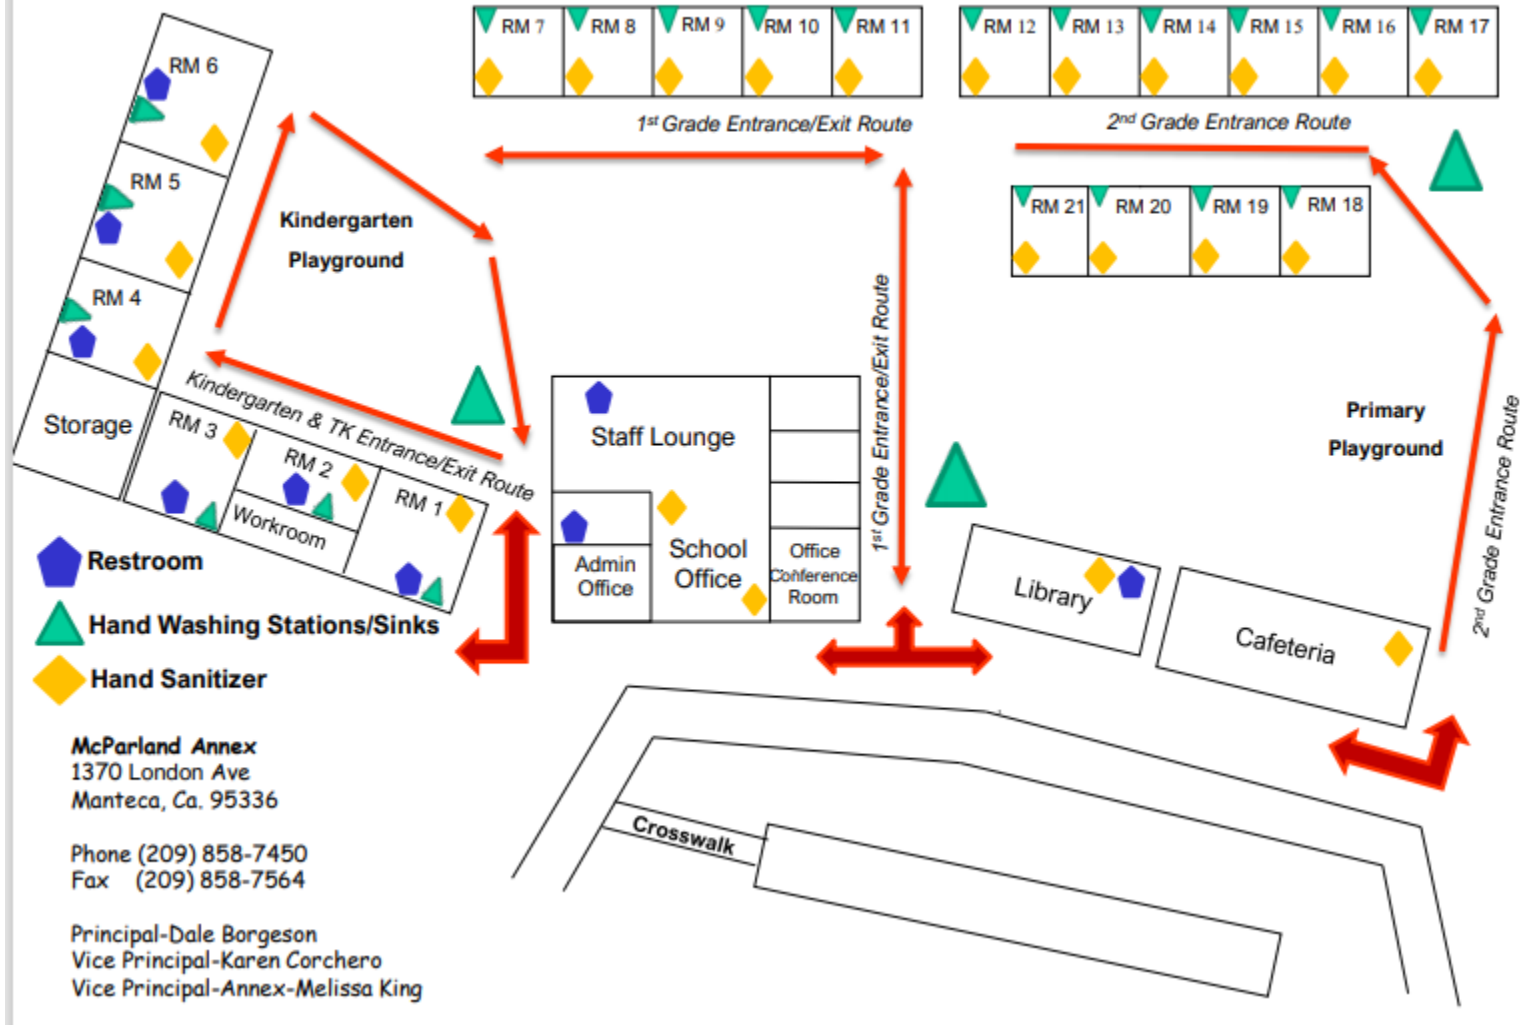 RM 7
RM 8
RM 9
RM 10
RM 11
RM 12
RM 13
RM 14
RM 15
RM 16
RM 17
1st Grade Entrance/Exit Route
2nd Grade Entrance Route
RM 6
RM 5
RM 4
Storage
RM 3
RM 2
RM 1
Workroom
Kindergarten
Playground
Kindergarten & TK Entrance/Exit Route
RM 21
RM 20
RM 19
RM 18
1st Grade Entrance/Exit Route
Primary
Playground
2nd Grade Entrance Route
Staff Lounge
Admin
Office
School
Office
Office
Conference
Room
Library
Cafeteria
Restroom
Hand Washing Stations/Sinks
Hand Sanitizer
McParland Annex
1370 London Ave
Manteca, Ca. 95336
Phone (209) 858-7450
Fax (209) 858-7564
Principal-Dale Borgeson
Vice Principal-Karen Corchero
Vice Principal-Annex-Melissa King
Crosswalk